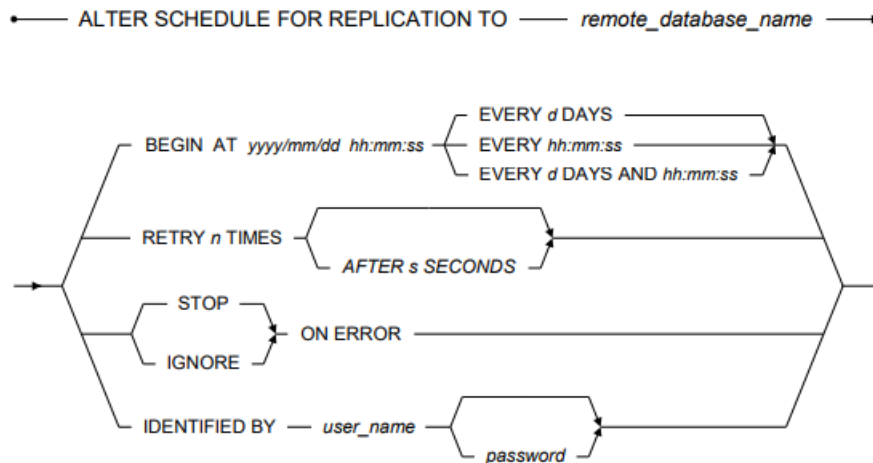 ALTER SCHEDULE FOR REPLICATION TO remote_database_name
EVERY d DAYS
BEGIN AT yyyy/mm/dd hh:mm:ss EVERY hh:mm:ss
EVERY d DAYS AND hh:mm:ss
RETRY n TIMES
AFTER s SECONDS
STOP
ON ERROR
IGNORE
IDENTIFIED BY user_name
password